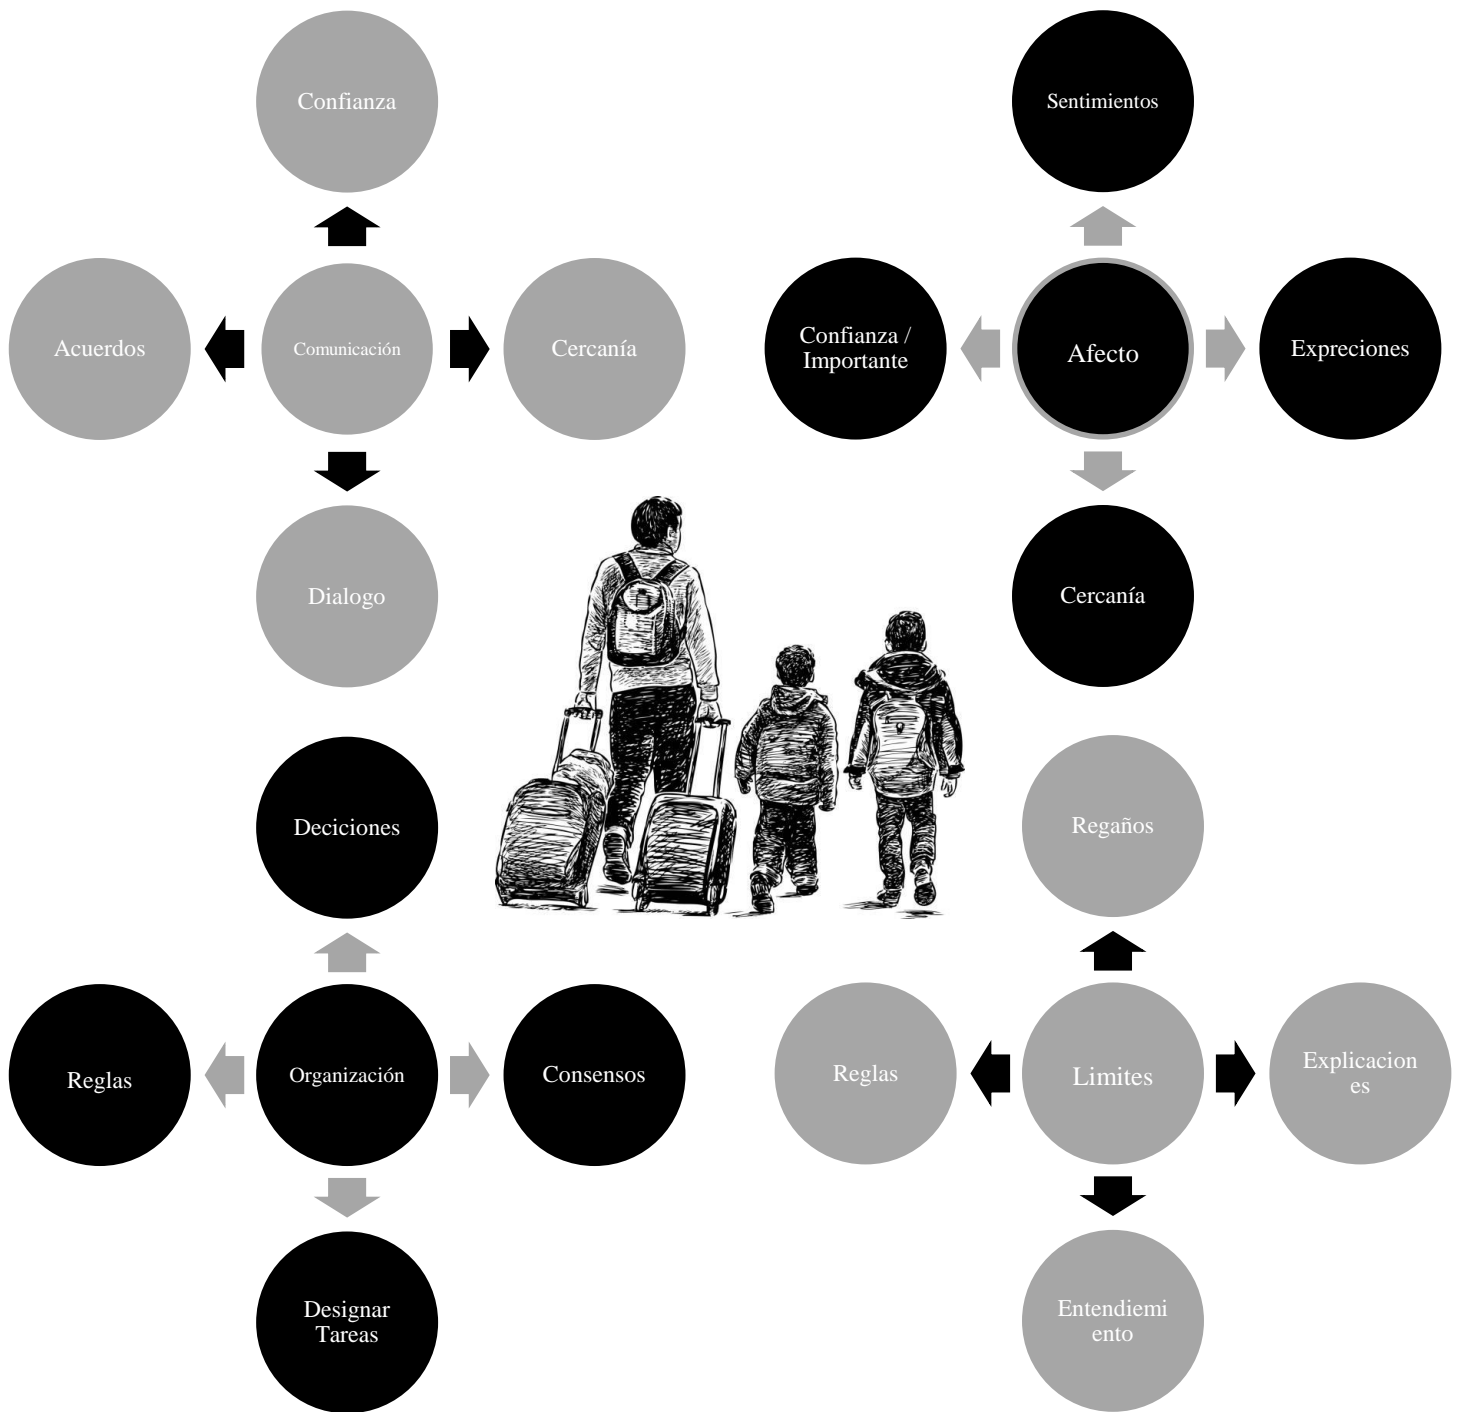 Confianza
Acuerdos
Comunicación
Cercanía
Dialogo
Sentimientos
Confianza /
Importante
Afecto
Expreciones
Cercanía
Deciciones
Reglas
Organización
Consensos
Designar
Tareas
Regaños
Reglas
Limites
Explicacion
es
Entendiemi
ento